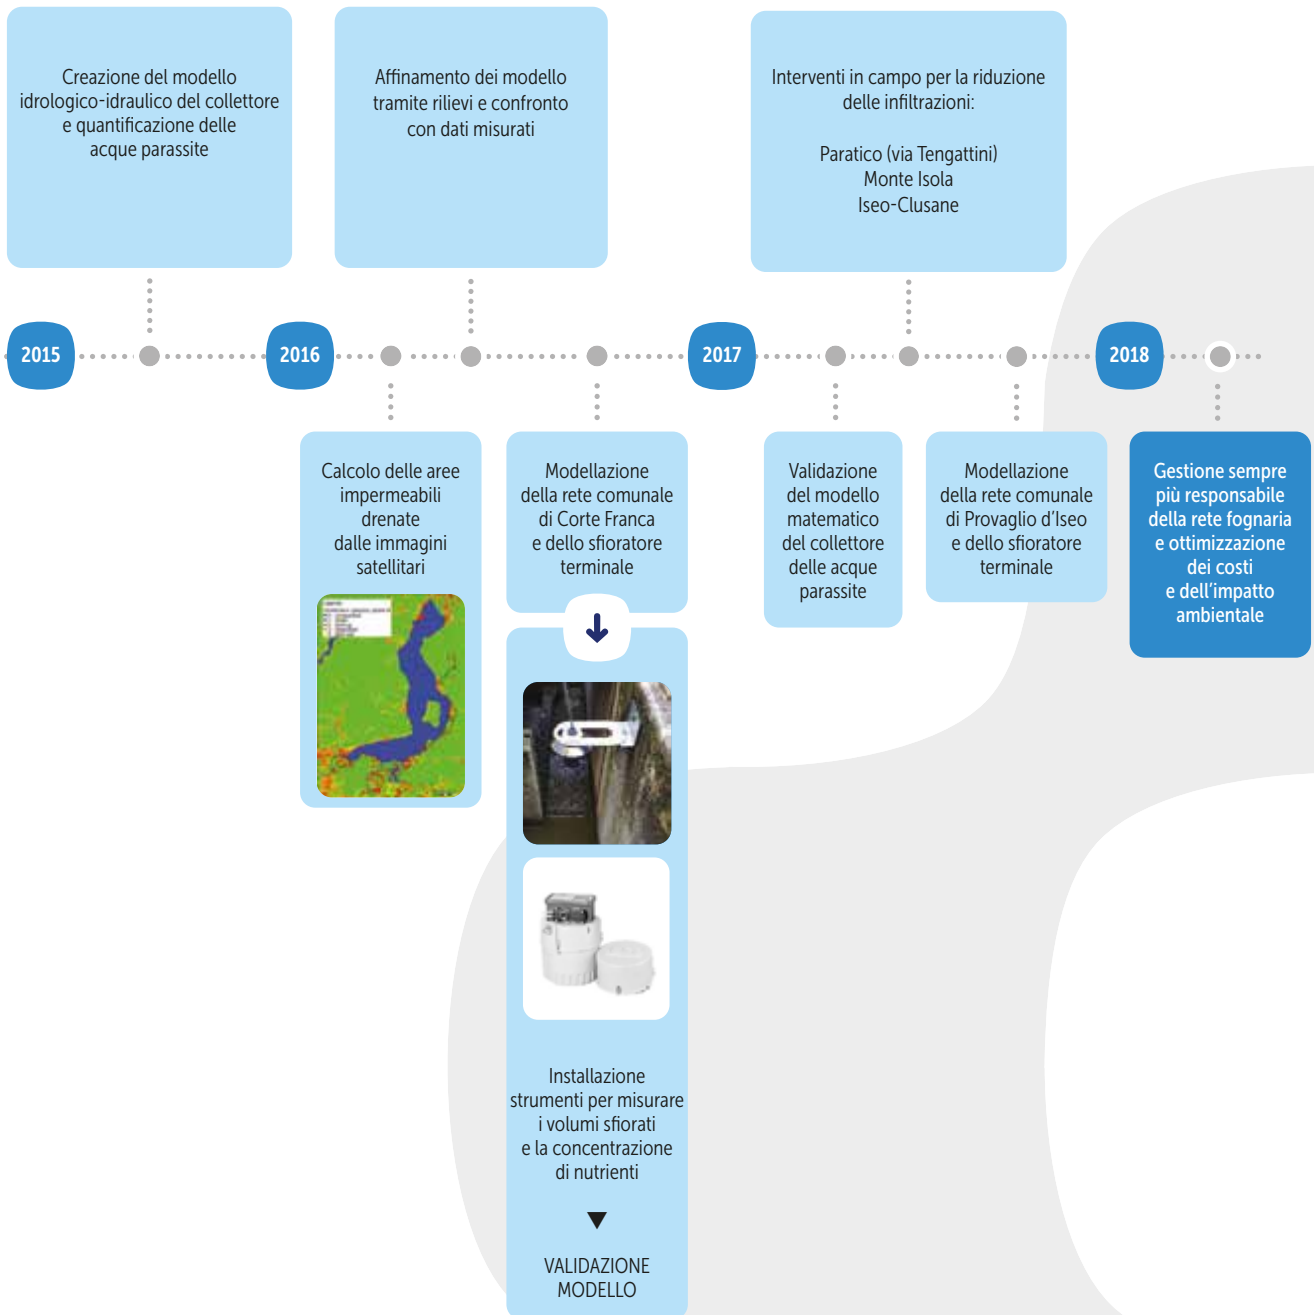 Creazione del modello
idrologico-idraulico del collettore
e quantificazione delle
acque parassite
Affinamento dei modello
tramite rilievi e confronto
con dati misurati
Interventi in campo per la riduzione
delle infiltrazioni:
Paratico (via Tengattini)
Monte Isola
Iseo-Clusane
2015
2016
2017
2018
Calcolo delle aree
impermeabili
drenate
dalle immagini
satellitari
Modellazione
della rete comunale
di Corte Franca
e dello sfioratore
terminale
Validazione
del modello
matematico
del collettore
delle acque
parassite
Modellazione
della rete comunale
di Provaglio d'Iseo
e dello sfioratore
terminale
Gestione sempre
più responsabile
della rete fognaria
e ottimizzazione
dei costi
e dell'impatto
ambientale
Installazione
strumenti per misurare
i volumi sfiorati
e la concentrazione
di nutrienti
VALIDAZIONE
MODELLO